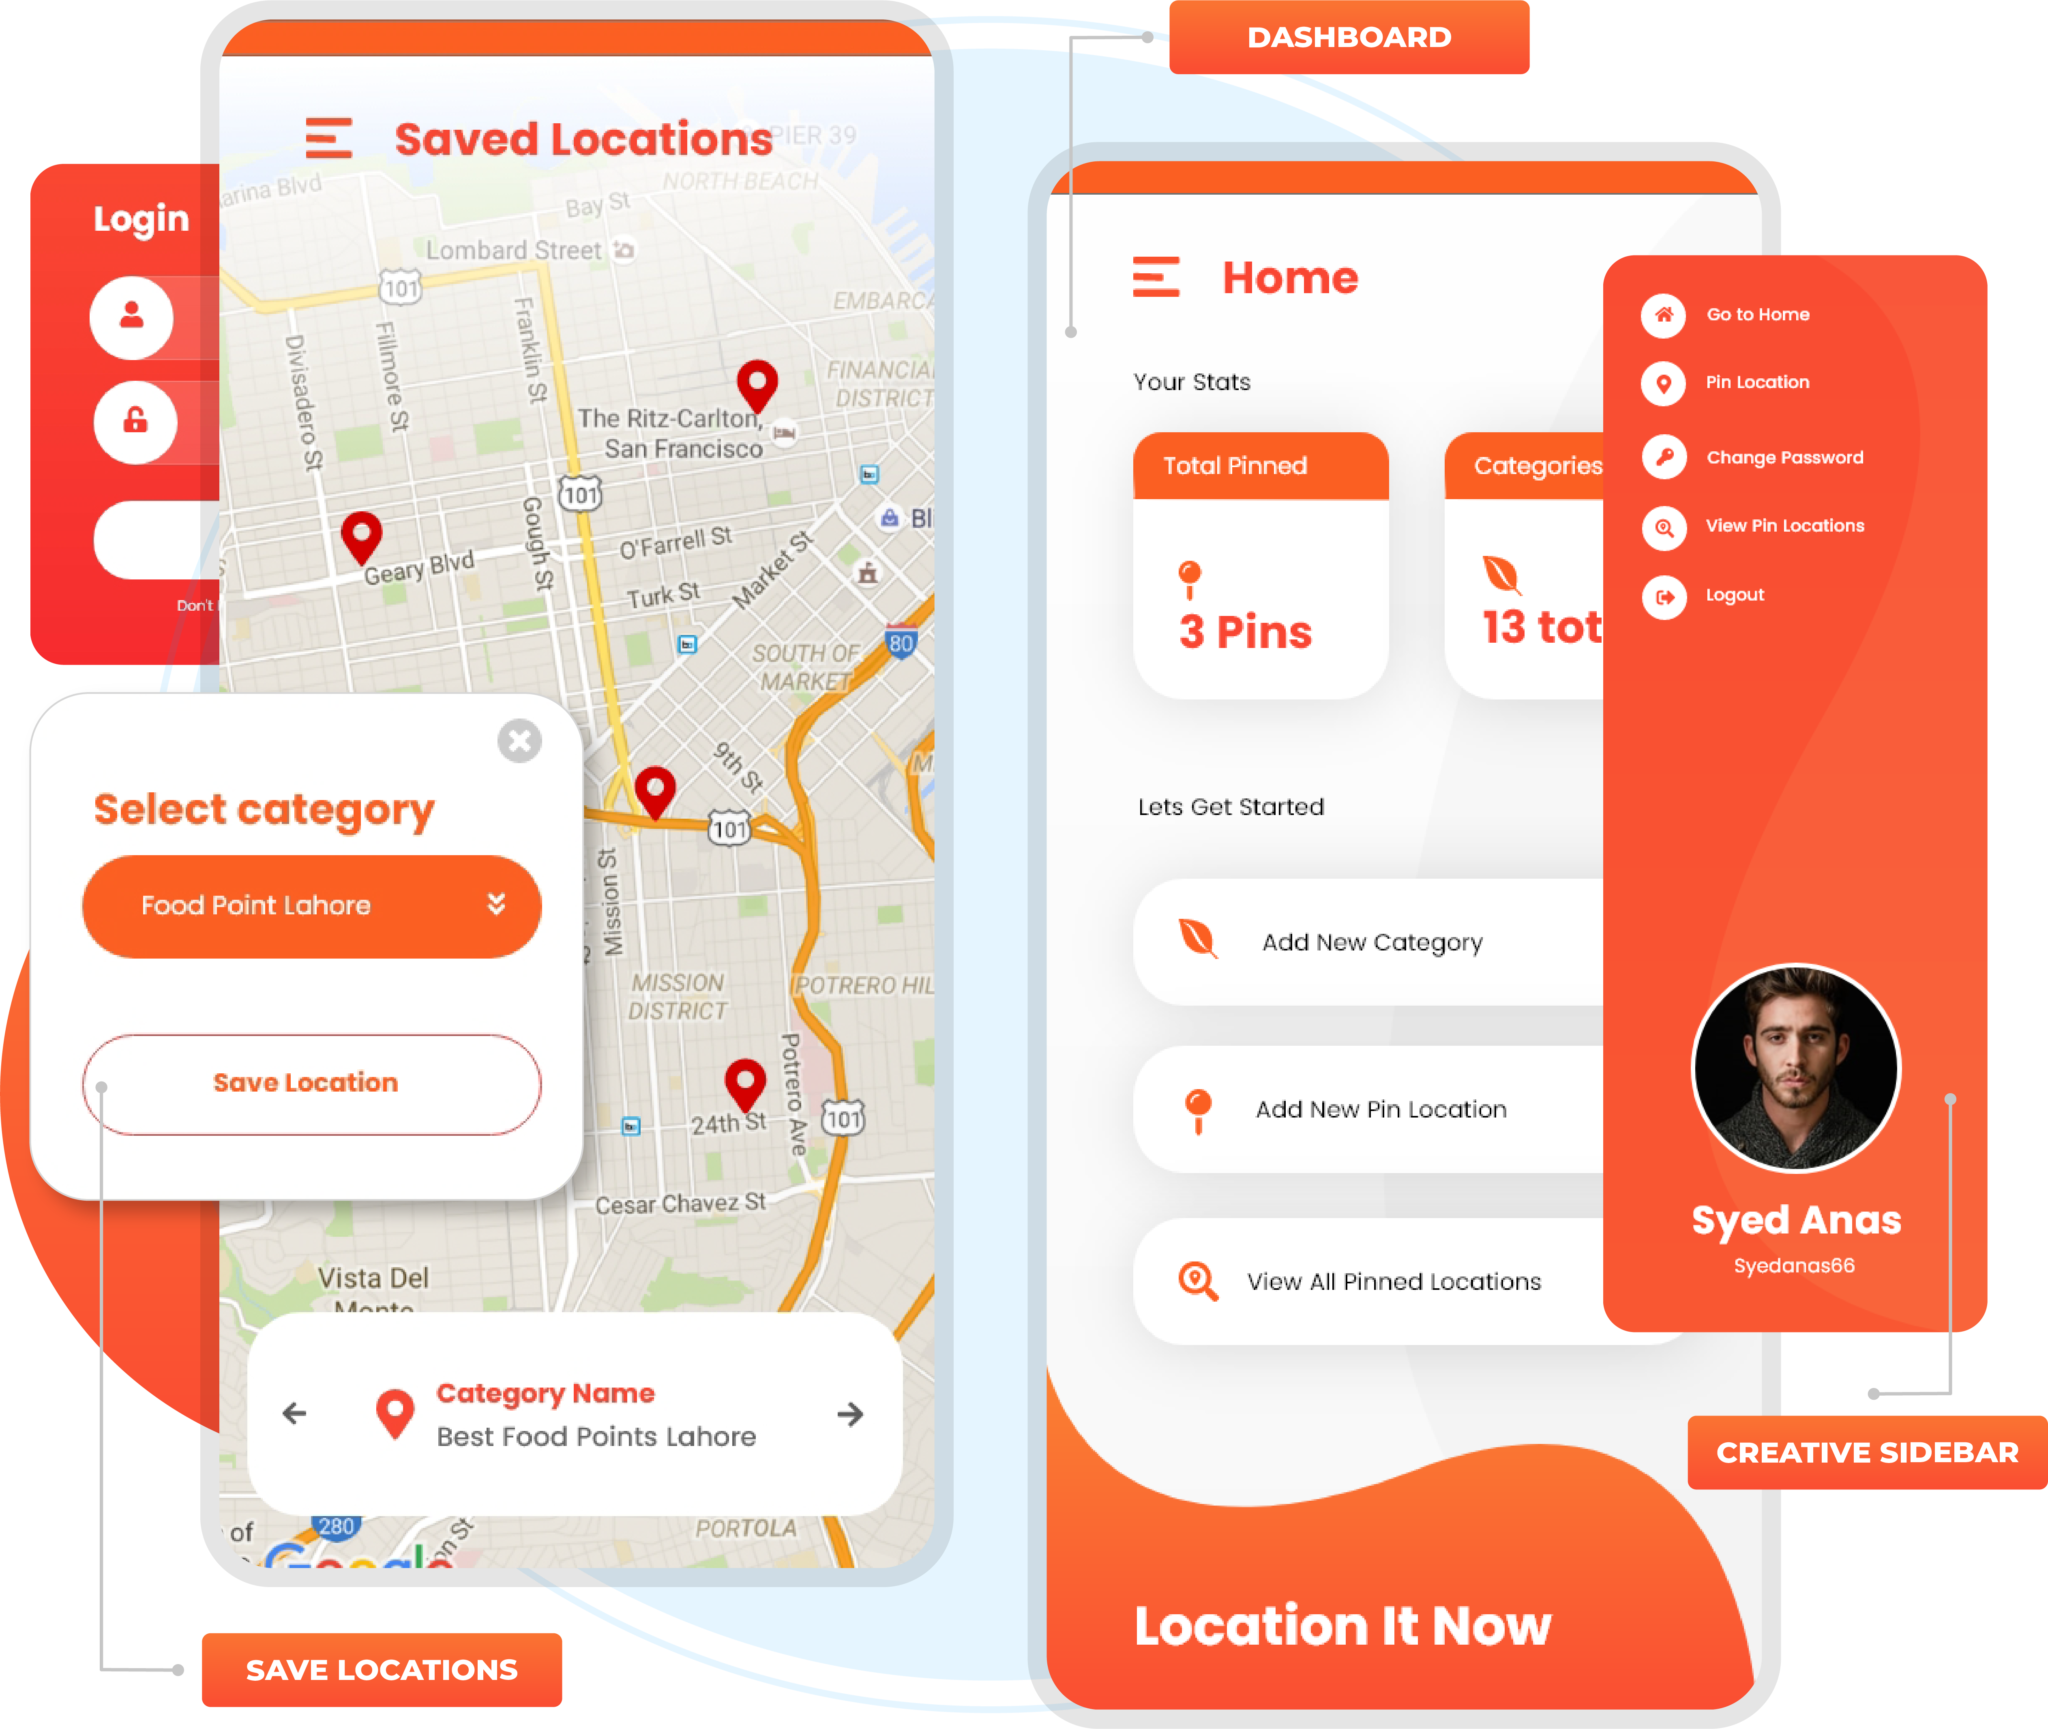 DASHBOARD
Saved Locations
PIER 39
NORTH BEACH
Bay St
Lombard Street
101
EMBARCA
Franklin St
Fillmore St
Divisadero St
FINANCIAL
DISTRICT
The Ritz-Carlton,
San Francisco
101
Gough St
Geary Blvd
O'Farrell St
Turk St
Market St
SOUTH OF
MARKET
80
9th St
101
Mission St
MISSION
DISTRICT
POTRERO HIL
Potrero Ave
24th St
101
Cesar Chavez St
Vista Del
Monte
Category Name
Best Food Points Lahore
of
280
on St
PORTOLA
Google
Login
Don't
Select category
Food Point Lahore
Save Location
SAVE LOCATIONS
Home
Your Stats
Total Pinned
Categories
3 Pins
13 tot
Lets Get Started
Add New Category
Add New Pin Location
View All Pinned Locations
Location It Now
Go to Home
Pin Location
Change Password
View Pin Locations
Logout
Syed Anas
Syedanas66
CREATIVE SIDEBAR